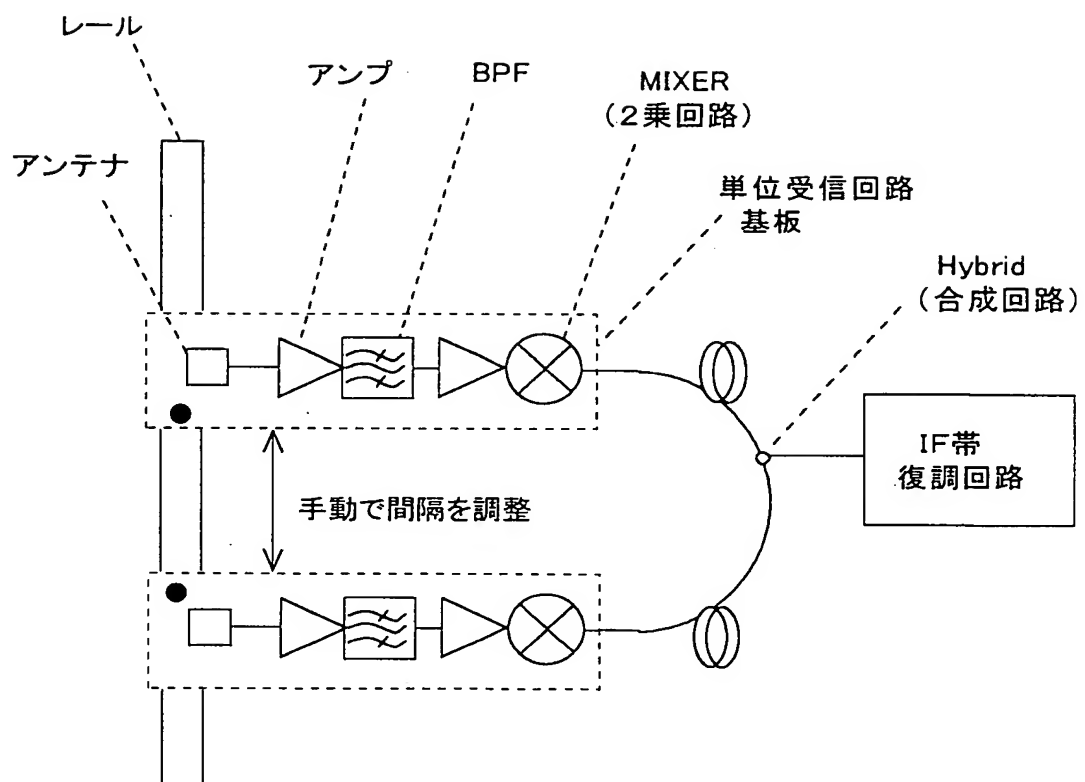 レール
アンプ
BPF
MIXER
(2乗回路)
アンテナ
単位受信回路
基板
Hybrid
(合成回路)
IF帯
復調回路
手動で間隔を調整